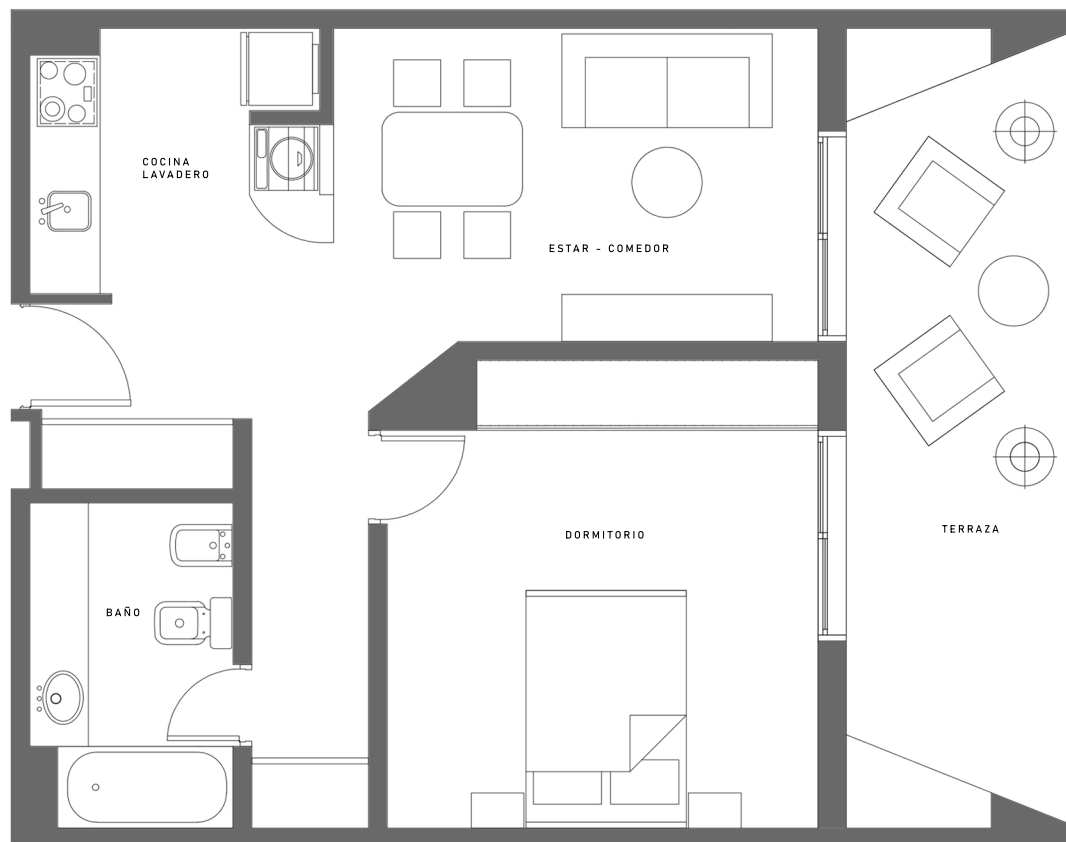 COCINA
LAVADERO
ESTAR - COMEDOR
DORMITORIO
TERRAZA
BAÑO